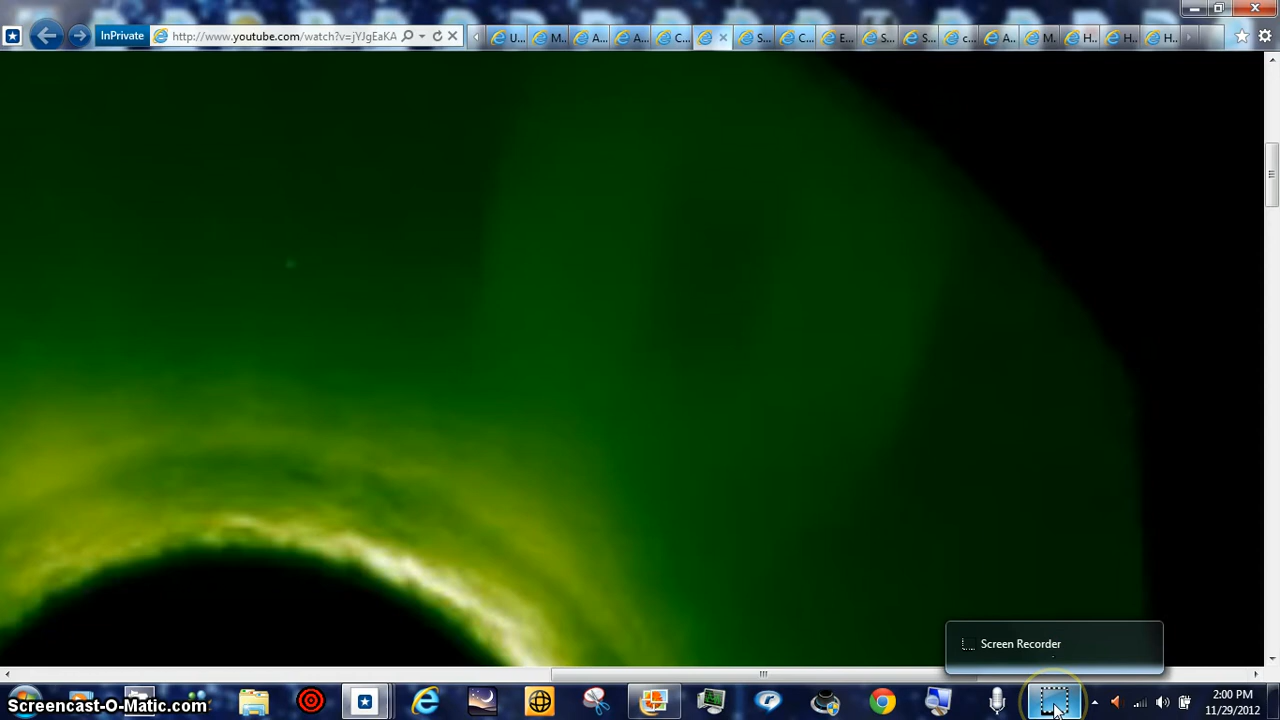 InPrivate
http://www.youtube.com/watch?v=jYJgEaKA
U...
M...
A...
A...
C...
S...
C...
E...
S...
S...
c...
A...
M...
H...
H...
H...
Screen Recorder
2:00 PM
11/29/2012
Screencast-O-Matic.com